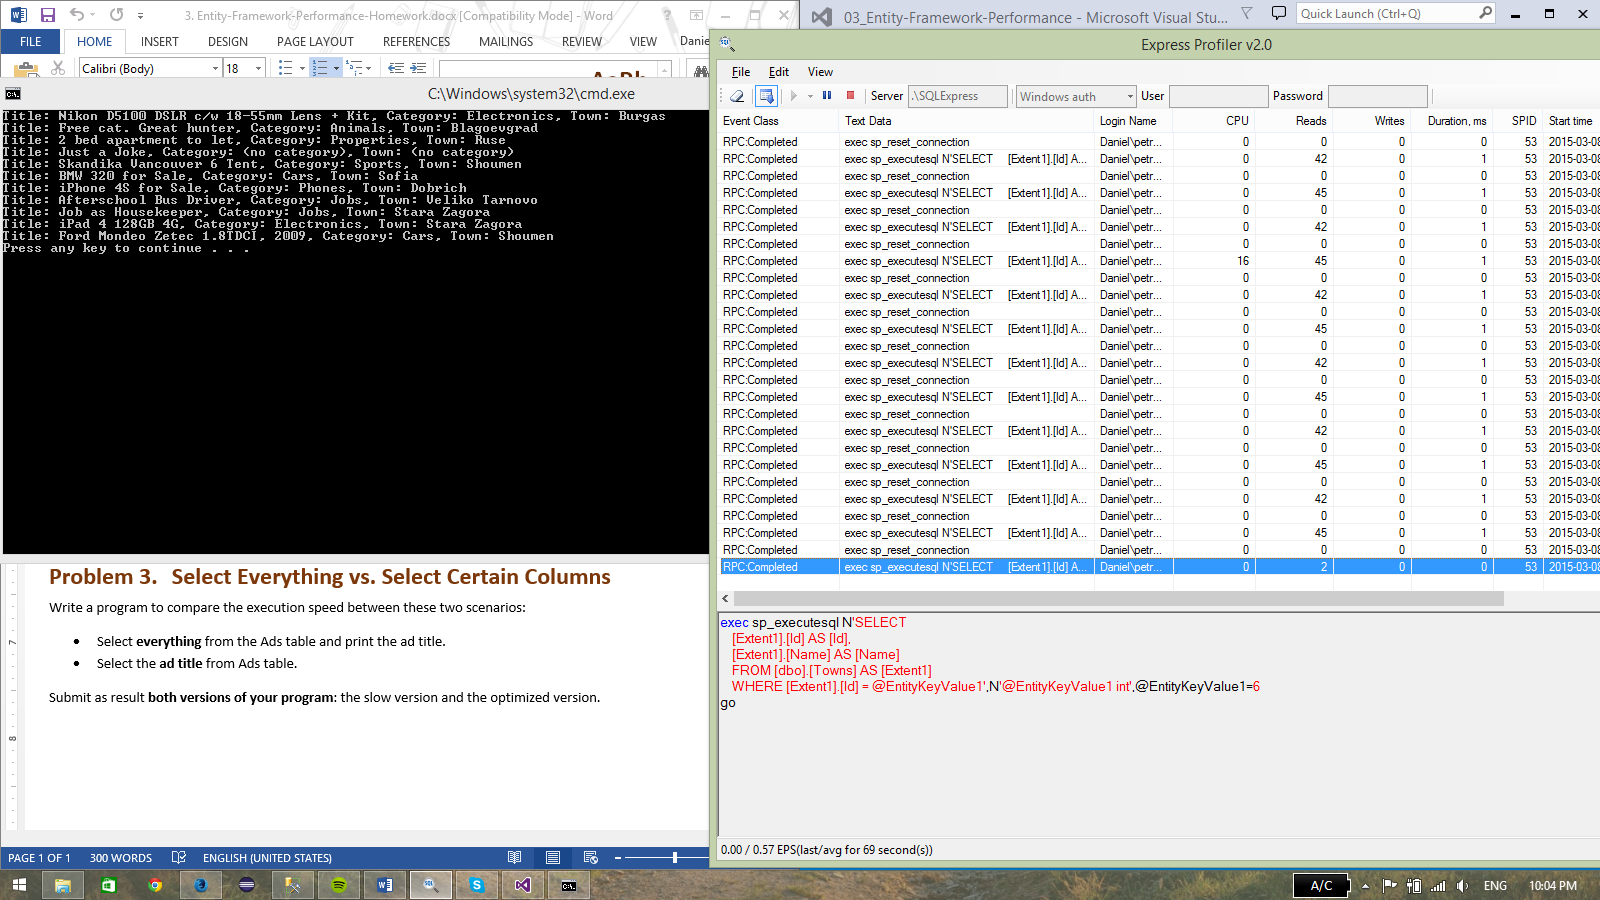 3. Entity-Framework-Performance-Homework.docx [Compatibility Mode] - Word
FILE HOME INSERT DESIGN PAGE LAYOUT REFERENCES MAILINGS REVIEW VIEW Danie
Calibri (Body) 18
C:\Windows\system32\cmd.exe
Title: Nikon D5100 DSLR c/w 18-55mm Lens + Kit, Category: Electronics, Town: Burgas
Title: Free cat. Great hunter, Category: Animals, Town: Blagoevgrad
Title: 2 bed apartment to let, Category: Properties, Town: Ruse
Title: Just a Joke, Category: (no category), Town: (no category)
Title: Skandika Vancouver 6 Tent, Category: Sports, Town: Shoumen
Title: BMW 320 for Sale, Category: Cars, Town: Sofia
Title: iPhone 4S for Sale, Category: Phones, Town: Dobrich
Title: Afterschool Bus Driver, Category: Jobs, Town: Veliko Tarnovo
Title: Job as Housekeeper, Category: Jobs, Town: Stara Zagora
Title: iPad 4 128GB 4G, Category: Electronics, Town: Stara Zagora
Title: Ford Mondeo Zetec 1.8TDCI, 2009, Category: Cars, Town: Shoumen
Press any key to continue . . .
Problem 3. Select Everything vs. Select Certain Columns
Write a program to compare the execution speed between these two scenarios:
• Select everything from the Ads table and print the ad title.
• Select the ad title from Ads table.
Submit as result both versions of your program: the slow version and the optimized version.
7
8
PAGE 1 OF 1 300 WORDS ENGLISH (UNITED STATES)
03_Entity-Framework-Performance - Microsoft Visual Stu...
Quick Launch (Ctrl+Q)
Express Profiler v2.0
File Edit View
Server .\SQLExpress Windows auth User Password
Event Class Text Data Login Name CPU Reads Writes Duration, ms SPID Start time
RPC:Completed exec sp_reset_connection Daniel\petr... 0 0 0 0 53 2015-03-08
RPC:Completed exec sp_executesql N'SELECT [Extent1].[Id] A... Daniel\petr... 0 42 0 1 53 2015-03-08
RPC:Completed exec sp_reset_connection Daniel\petr... 0 0 0 0 53 2015-03-08
RPC:Completed exec sp_executesql N'SELECT [Extent1].[Id] A... Daniel\petr... 0 45 0 1 53 2015-03-08
RPC:Completed exec sp_reset_connection Daniel\petr... 0 0 0 0 53 2015-03-08
RPC:Completed exec sp_executesql N'SELECT [Extent1].[Id] A... Daniel\petr... 0 42 0 1 53 2015-03-08
RPC:Completed exec sp_reset_connection Daniel\petr... 0 0 0 0 53 2015-03-08
RPC:Completed exec sp_executesql N'SELECT [Extent1].[Id] A... Daniel\petr... 16 45 0 1 53 2015-03-08
RPC:Completed exec sp_reset_connection Daniel\petr... 0 0 0 0 53 2015-03-08
RPC:Completed exec sp_executesql N'SELECT [Extent1].[Id] A... Daniel\petr... 0 42 0 1 53 2015-03-08
RPC:Completed exec sp_reset_connection Daniel\petr... 0 0 0 0 53 2015-03-08
RPC:Completed exec sp_executesql N'SELECT [Extent1].[Id] A... Daniel\petr... 0 45 0 1 53 2015-03-08
RPC:Completed exec sp_reset_connection Daniel\petr... 0 0 0 0 53 2015-03-08
RPC:Completed exec sp_executesql N'SELECT [Extent1].[Id] A... Daniel\petr... 0 42 0 1 53 2015-03-08
RPC:Completed exec sp_reset_connection Daniel\petr... 0 0 0 0 53 2015-03-08
RPC:Completed exec sp_executesql N'SELECT [Extent1].[Id] A... Daniel\petr... 0 45 0 1 53 2015-03-08
RPC:Completed exec sp_reset_connection Daniel\petr... 0 0 0 0 53 2015-03-08
RPC:Completed exec sp_executesql N'SELECT [Extent1].[Id] A... Daniel\petr... 0 42 0 1 53 2015-03-08
RPC:Completed exec sp_reset_connection Daniel\petr... 0 0 0 0 53 2015-03-08
RPC:Completed exec sp_executesql N'SELECT [Extent1].[Id] A... Daniel\petr... 0 45 0 1 53 2015-03-08
RPC:Completed exec sp_reset_connection Daniel\petr... 0 0 0 0 53 2015-03-08
RPC:Completed exec sp_executesql N'SELECT [Extent1].[Id] A... Daniel\petr... 0 42 0 1 53 2015-03-08
RPC:Completed exec sp_reset_connection Daniel\petr... 0 0 0 0 53 2015-03-08
RPC:Completed exec sp_executesql N'SELECT [Extent1].[Id] A... Daniel\petr... 0 45 0 1 53 2015-03-08
RPC:Completed exec sp_reset_connection Daniel\petr... 0 0 0 0 53 2015-03-08
RPC:Completed exec sp_executesql N'SELECT [Extent1].[Id] A... Daniel\petr... 0 2 0 0 53 2015-03-08
exec sp_executesql N'SELECT
[Extent1].[Id] AS [Id],
[Extent1].[Name] AS [Name]
FROM [dbo].[Towns] AS [Extent1]
WHERE [Extent1].[Id] = @EntityKeyValue1',N'@EntityKeyValue1 int',@EntityKeyValue1=6
go
0.00 / 0.57 EPS(last/avg for 69 second(s))
A/C ENG 10:04 PM